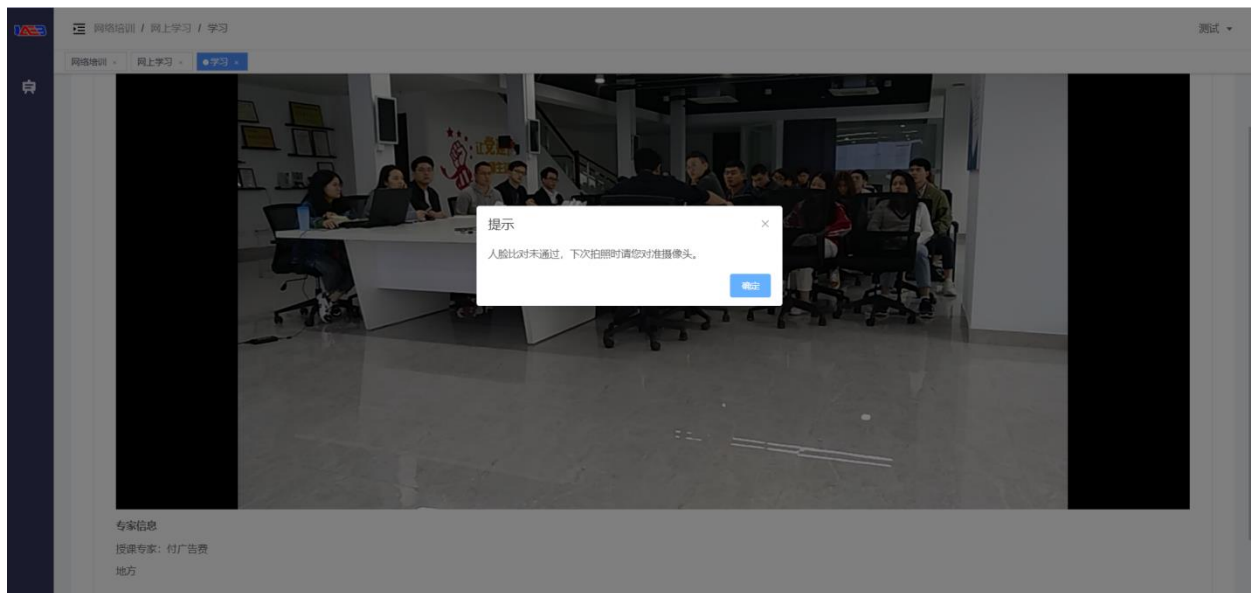 网络培训 / 网上学习 / 学习
测试
网络培训 ×
网上学习 ×
学习 ×
提示
人脸比对未通过，下次拍照时请您对准摄像头。
确定
专家信息
授课专家：付广告费
地方